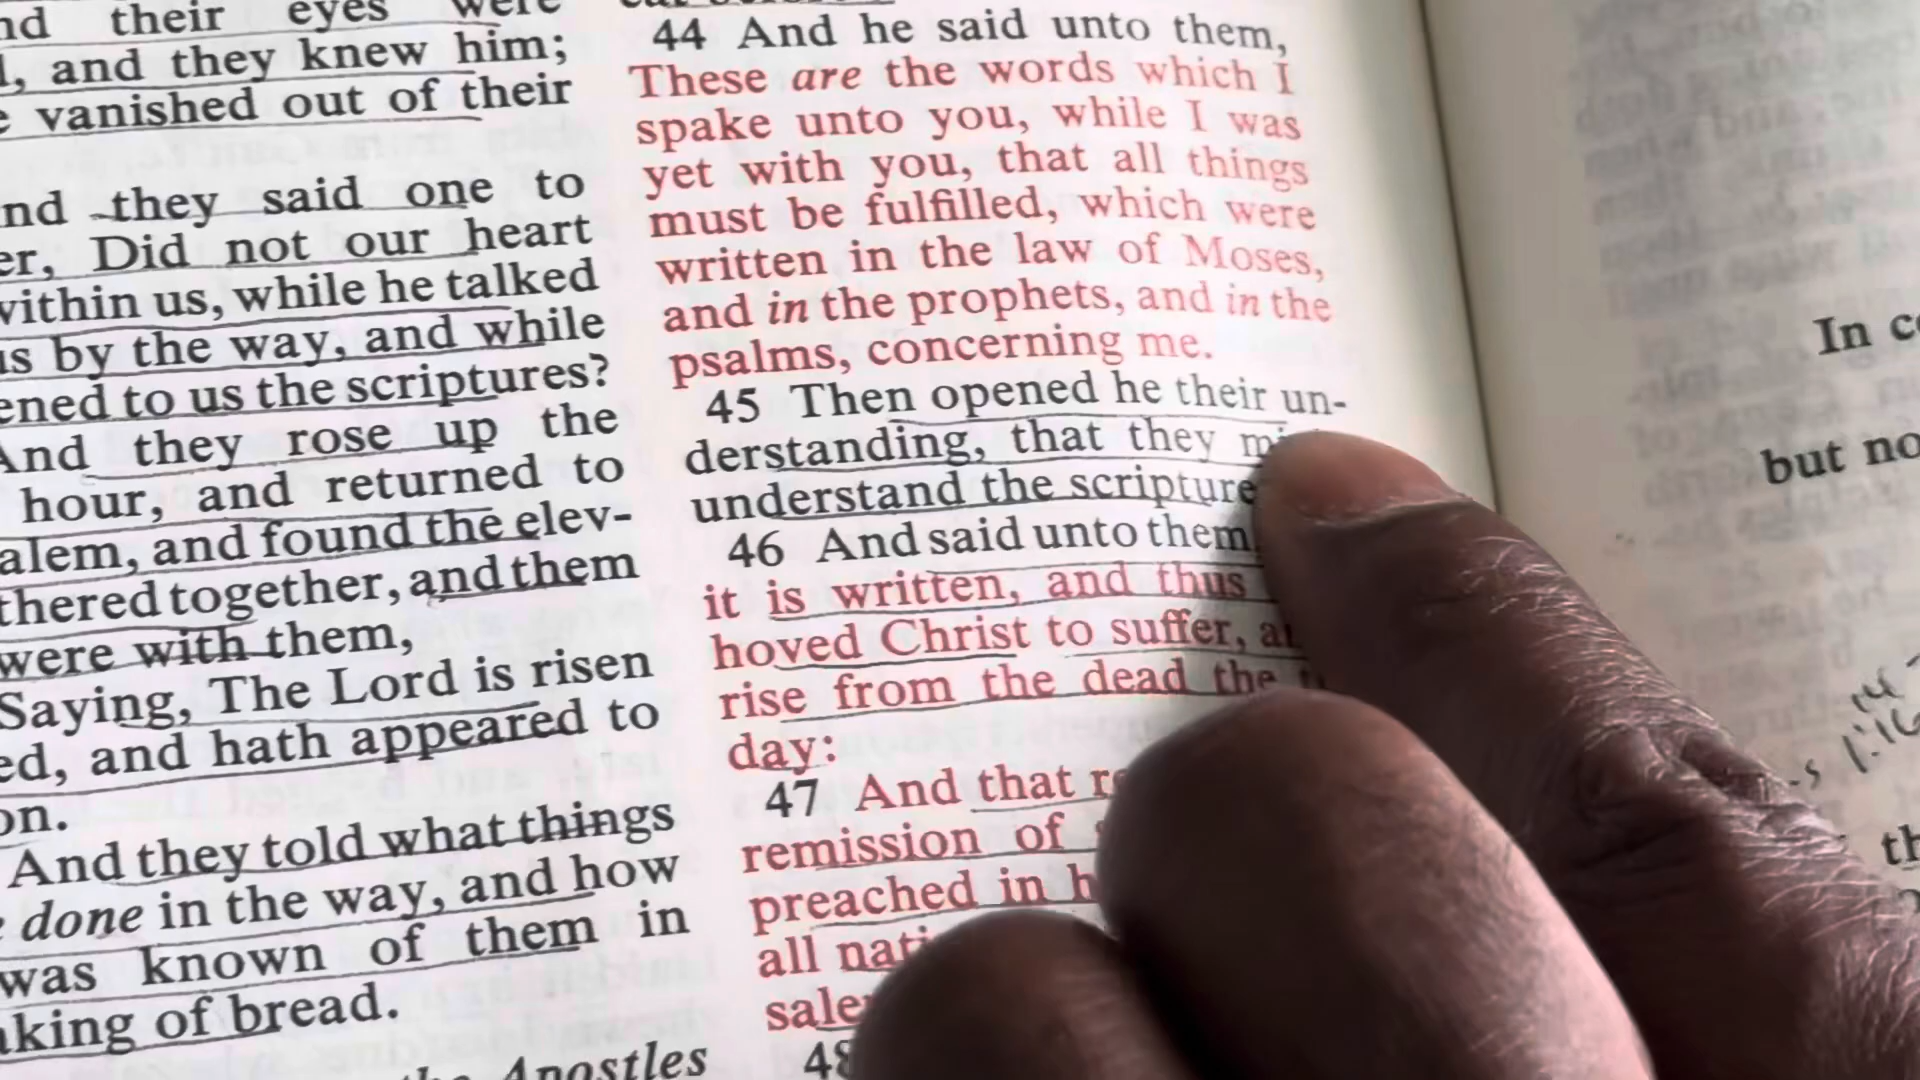 nd their eyes were
, and they knew him;
vanished out of their
nd they said one to
er, Did not our heart
within us, while he talked
us by the way, and while
ened to us the scriptures?
And they rose up the
hour, and returned to
alem, and found the elev-
thered together, and them
were with them,
Saying, The Lord is risen
ed, and hath appeared to
on.
And they told what things
done in the way, and how
was known of them in
aking of bread.
the Apostles
44 And he said unto them,
These are the words which I
spake unto you, while I was
yet with you, that all things
must be fulfilled, which were
written in the law of Moses,
and in the prophets, and in the
psalms, concerning me.
45 Then opened he their un-
derstanding, that they mi
understand the scripture
46 And said unto them
it is written, and thus
hoved Christ to suffer, a
rise from the dead the
day:
47 And that r
remission of
preached in h
all nati
sale
48
In c
but no
1:16
th